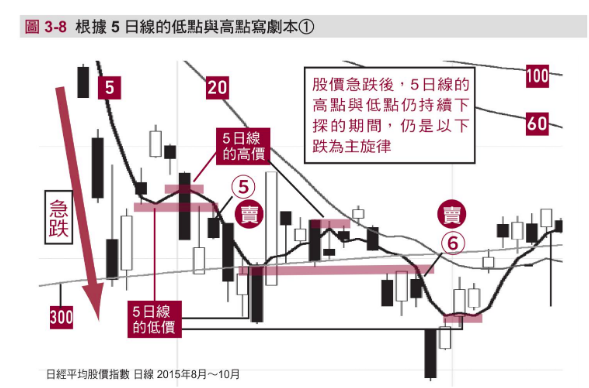 圖 3-8 根據 5 日線的低點與高點寫劇本①
5
20
100
股價急跌後，5日線的
高點與低點仍持續下
探的期間，仍是以下
跌為主旋律
60
5日線
的高價
⑤
賣
賣
⑥
急跌
5日線
的低價
300
日經平均股價指數 日線 2015年8月～10月